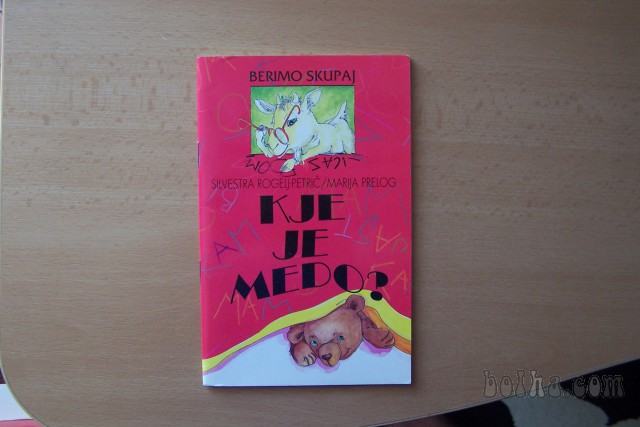 BERIMO SKUPAJ
SILVESTRA ROGELJ-PETRIČ/MARIJA PRELOG
KJE
JE
MEDO?
bolha.com